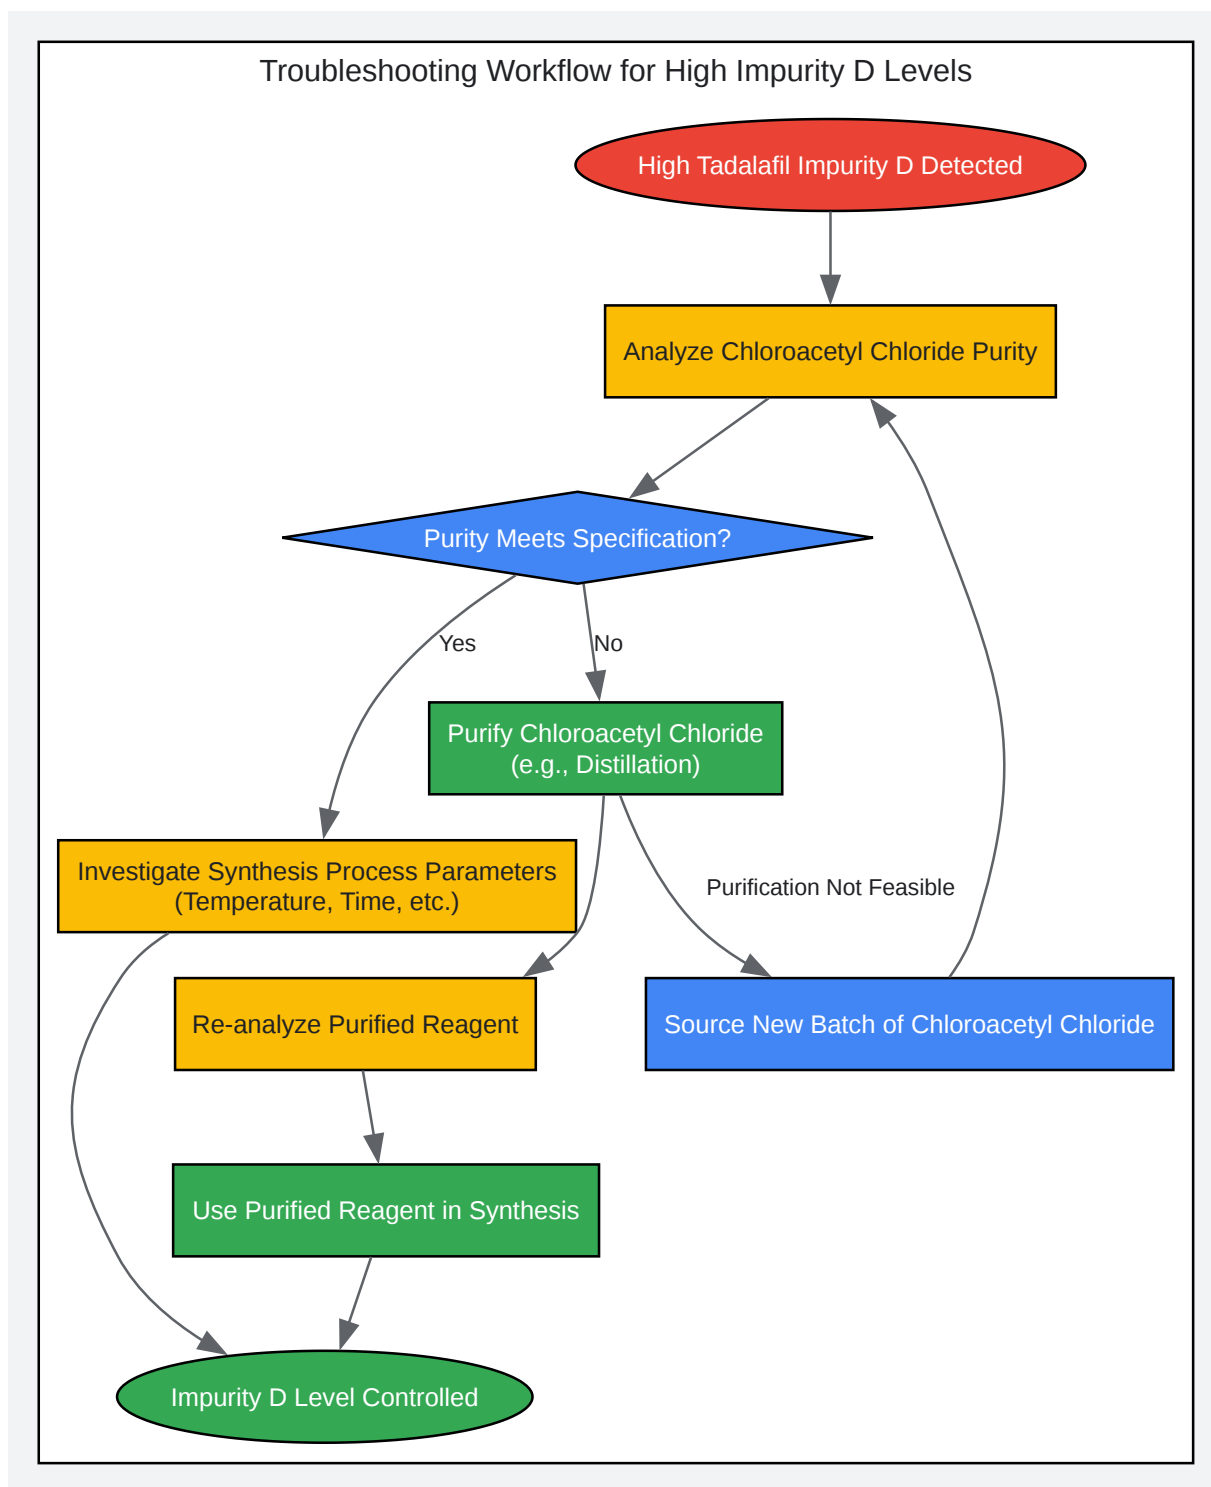 Troubleshooting Workflow for High Impurity D Levels
High Tadalafil Impurity D Detected
Analyze Chloroacetyl Chloride Purity
Purity Meets Specification?
Yes
No
Purify Chloroacetyl Chloride
(e.g., Distillation)
Investigate Synthesis Process Parameters
(Temperature, Time, etc.)
Purification Not Feasible
Re-analyze Purified Reagent
Source New Batch of Chloroacetyl Chloride
Use Purified Reagent in Synthesis
Impurity D Level Controlled